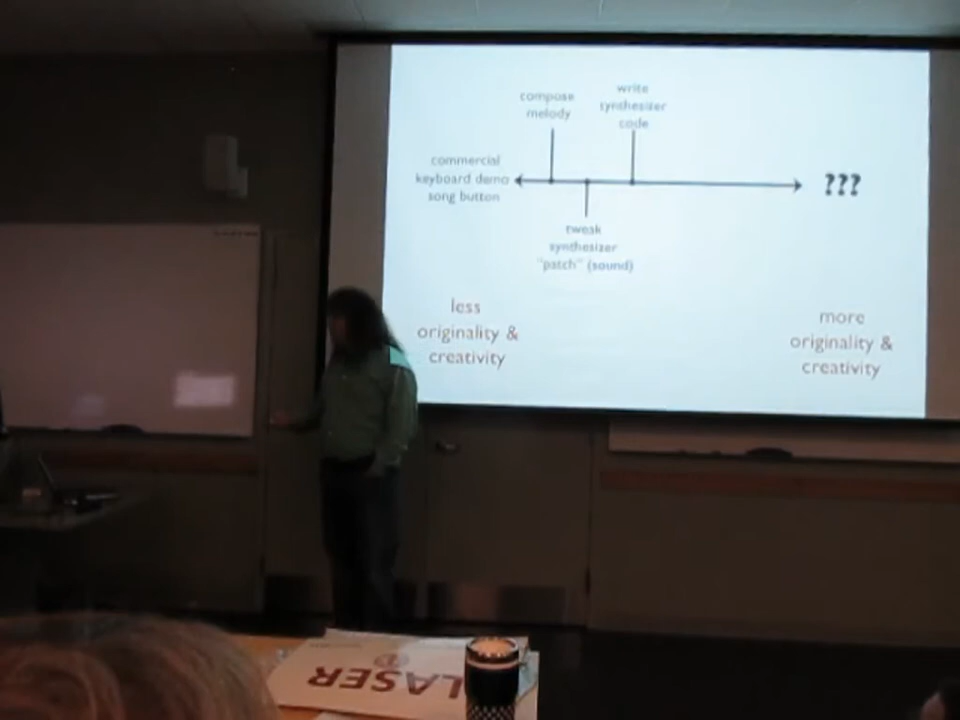 compose
melody
write
synthesizer
code
commercial
keyboard demo
song button
???
tweak
synthesizer
"patch" (sound)
less
originality &
creativity
more
originality &
creativity
LASER